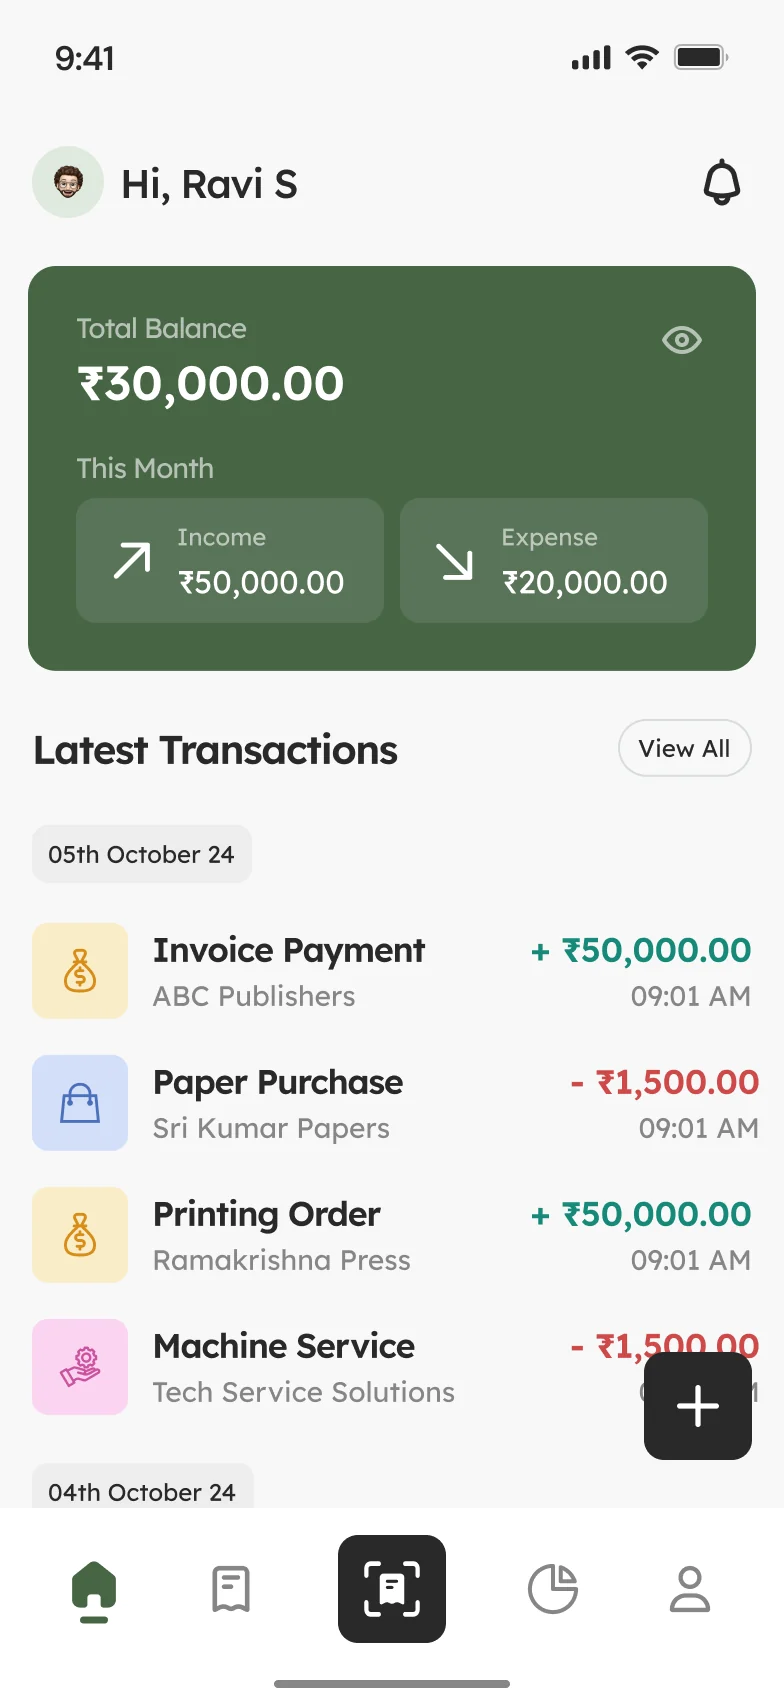 9:41
Hi, Ravi S
Total Balance
₹30,000.00
This Month
Income
₹50,000.00
Expense
₹20,000.00
Latest Transactions
View All
05th October 24
Invoice Payment
+ ₹50,000.00
ABC Publishers
09:01 AM
Paper Purchase
- ₹1,500.00
Sri Kumar Papers
09:01 AM
Printing Order
+ ₹50,000.00
Ramakrishna Press
09:01 AM
Machine Service
- ₹1,500.00
Tech Service Solutions
04th October 24